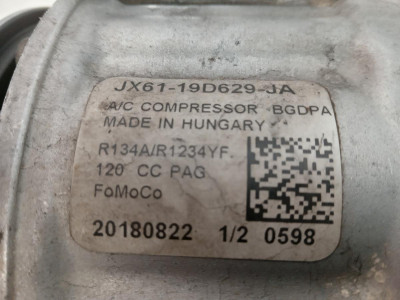 JX61-19D629-JA
A/C COMPRESSOR BGDPA
MADE IN HUNGARY
R134A/R1234YF
120 CC PAG
FoMoCo
20180822 1/2 0598